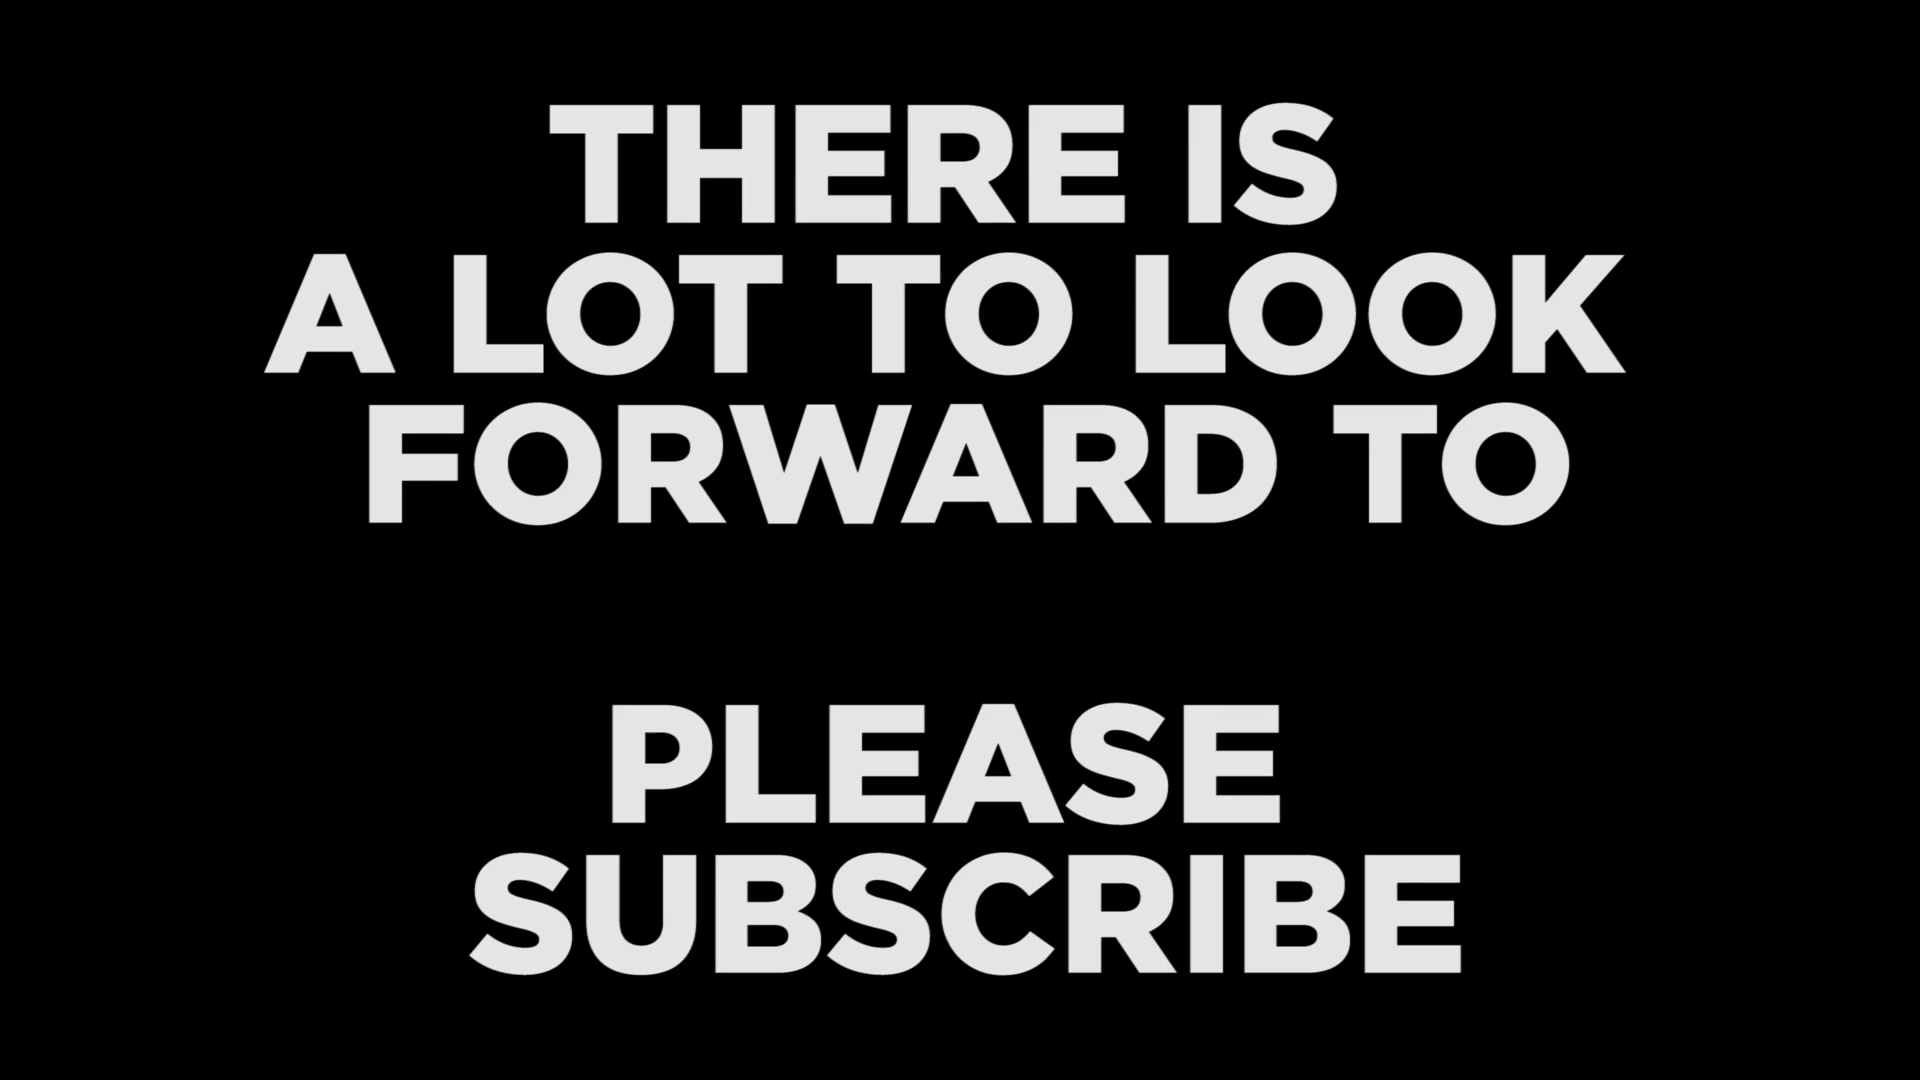 THERE IS
A LOT TO LOOK
FORWARD TO
PLEASE
SUBSCRIBE